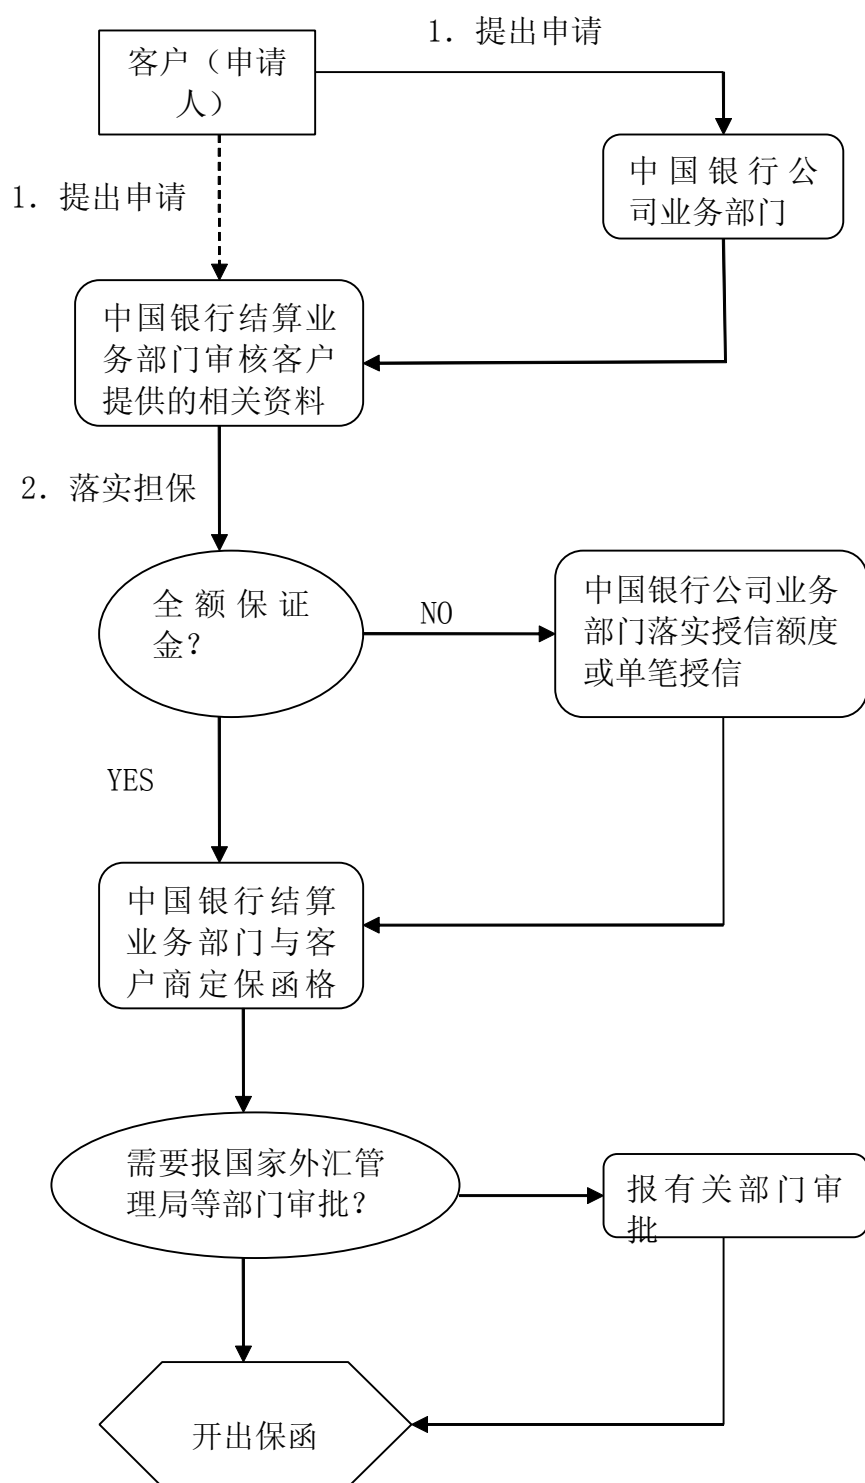 1. 提出申请
客户（申请
人）
中国银行公
司业务部门
1. 提出申请
中国银行结算业
务部门审核客户
提供的相关资料
2. 落实担保
全额保证
金?
NO
中国银行公司业务
部门落实授信额度
或单笔授信
YES
中国银行结算
业务部门与客
户商定保函格
需要报国家外汇管
理局等部门审批?
报有关部门审
批
开出保函